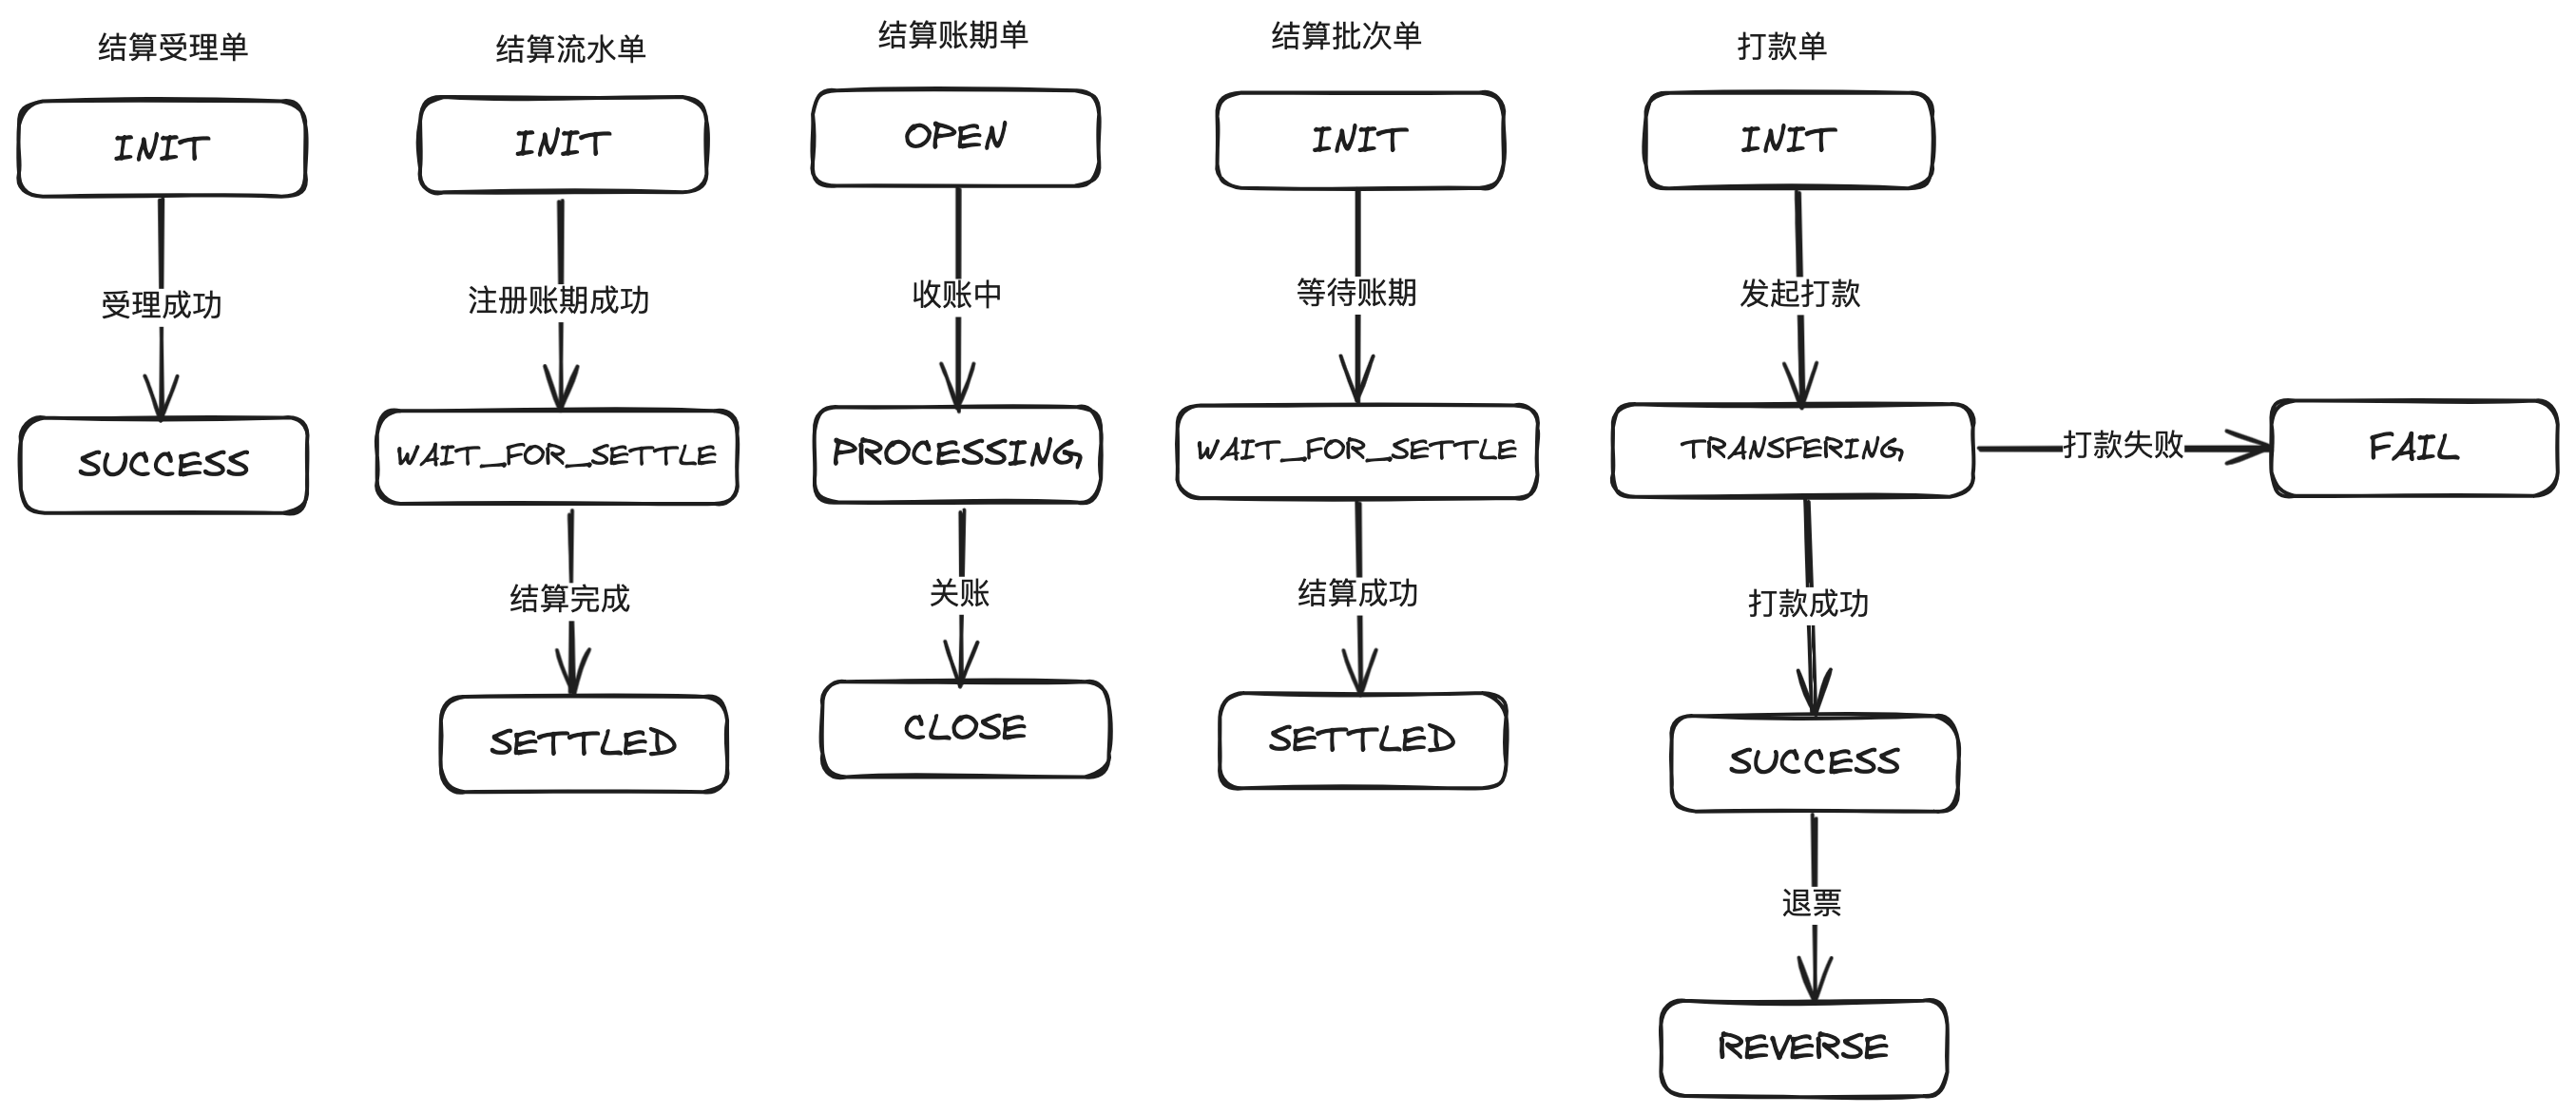 结算受理单
INIT
受理成功
SUCCESS
结算流水单
INIT
注册账期成功
WAIT_FOR_SETTLE
结算完成
SETTLED
结算账期单
OPEN
收账中
PROCESSING
关账
CLOSE
结算批次单
INIT
等待账期
WAIT_FOR_SETTLE
结算成功
SETTLED
打款单
INIT
发起打款
TRANSFERING
打款失败
FAIL
打款成功
SUCCESS
退票
REVERSE